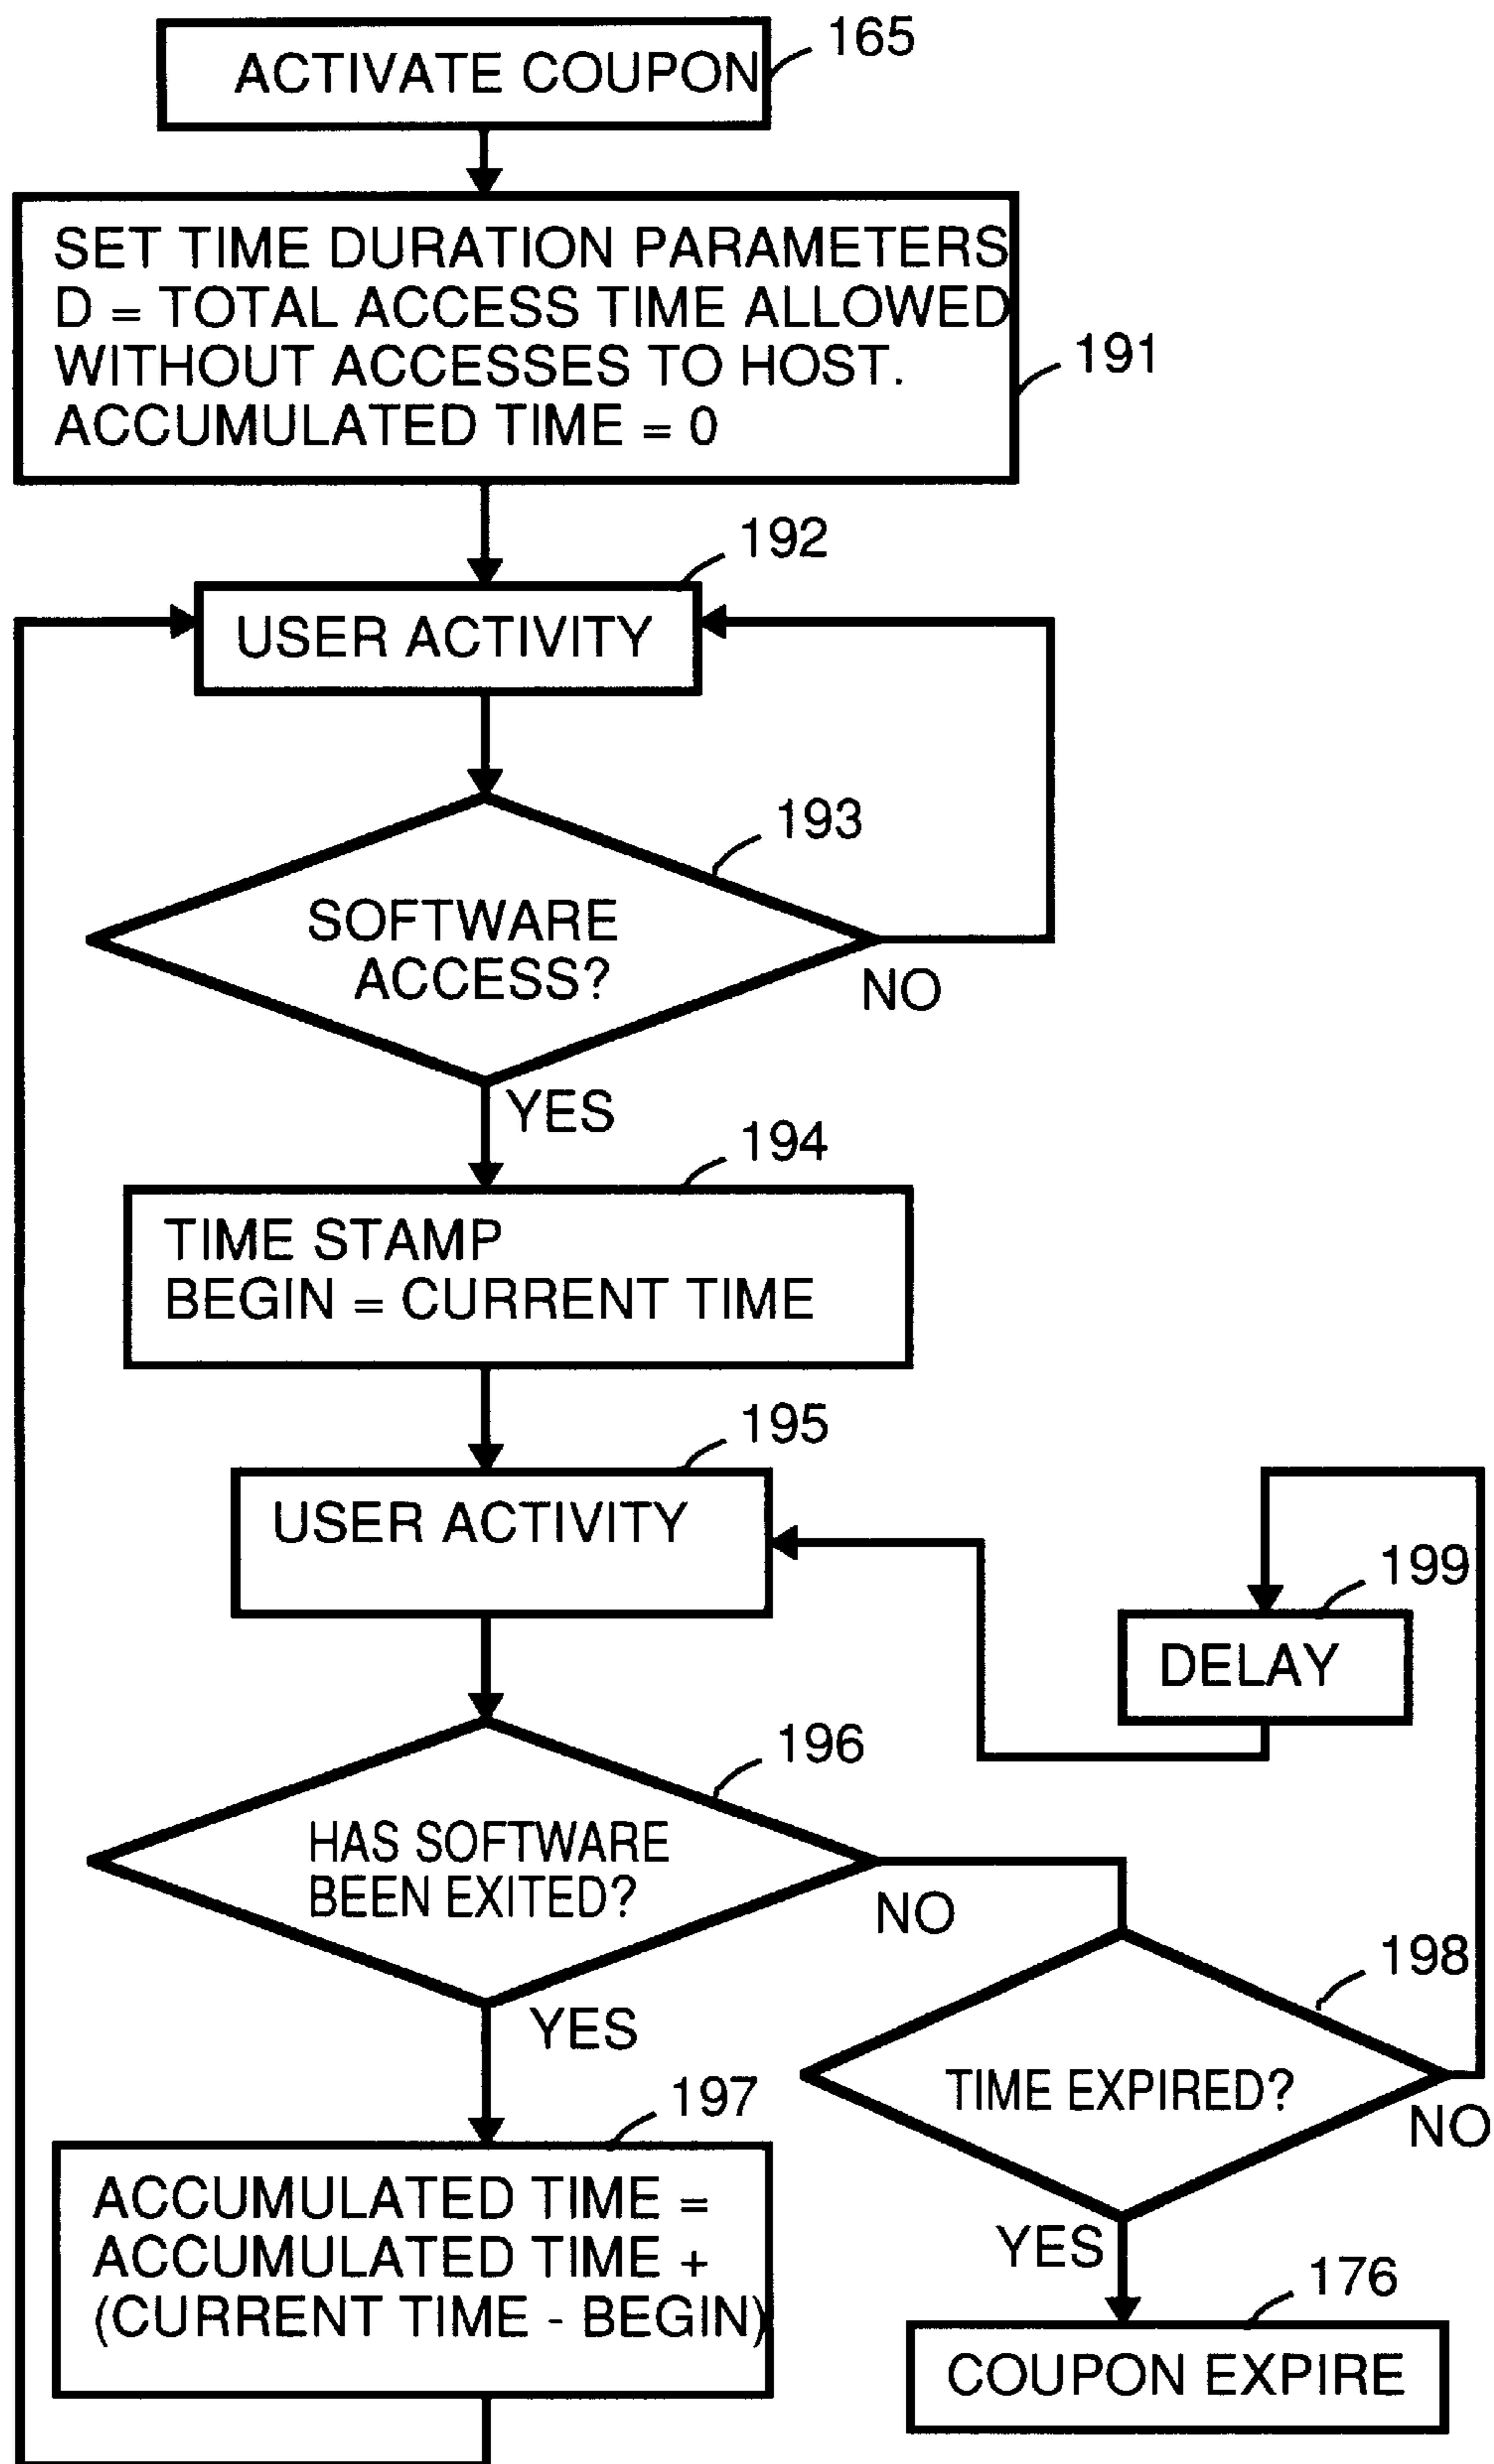 ACTIVATE COUPON
165
SET TIME DURATION PARAMETERS
D = TOTAL ACCESS TIME ALLOWED
WITHOUT ACCESSES TO HOST.
ACCUMULATED TIME = 0
191
192
USER ACTIVITY
193
SOFTWARE
ACCESS?
NO
YES
194
TIME STAMP
BEGIN = CURRENT TIME
195
USER ACTIVITY
199
DELAY
196
HAS SOFTWARE
BEEN EXITED?
NO
YES
198
TIME EXPIRED?
NO
YES
197
ACCUMULATED TIME =
ACCUMULATED TIME +
(CURRENT TIME - BEGIN)
176
COUPON EXPIRE